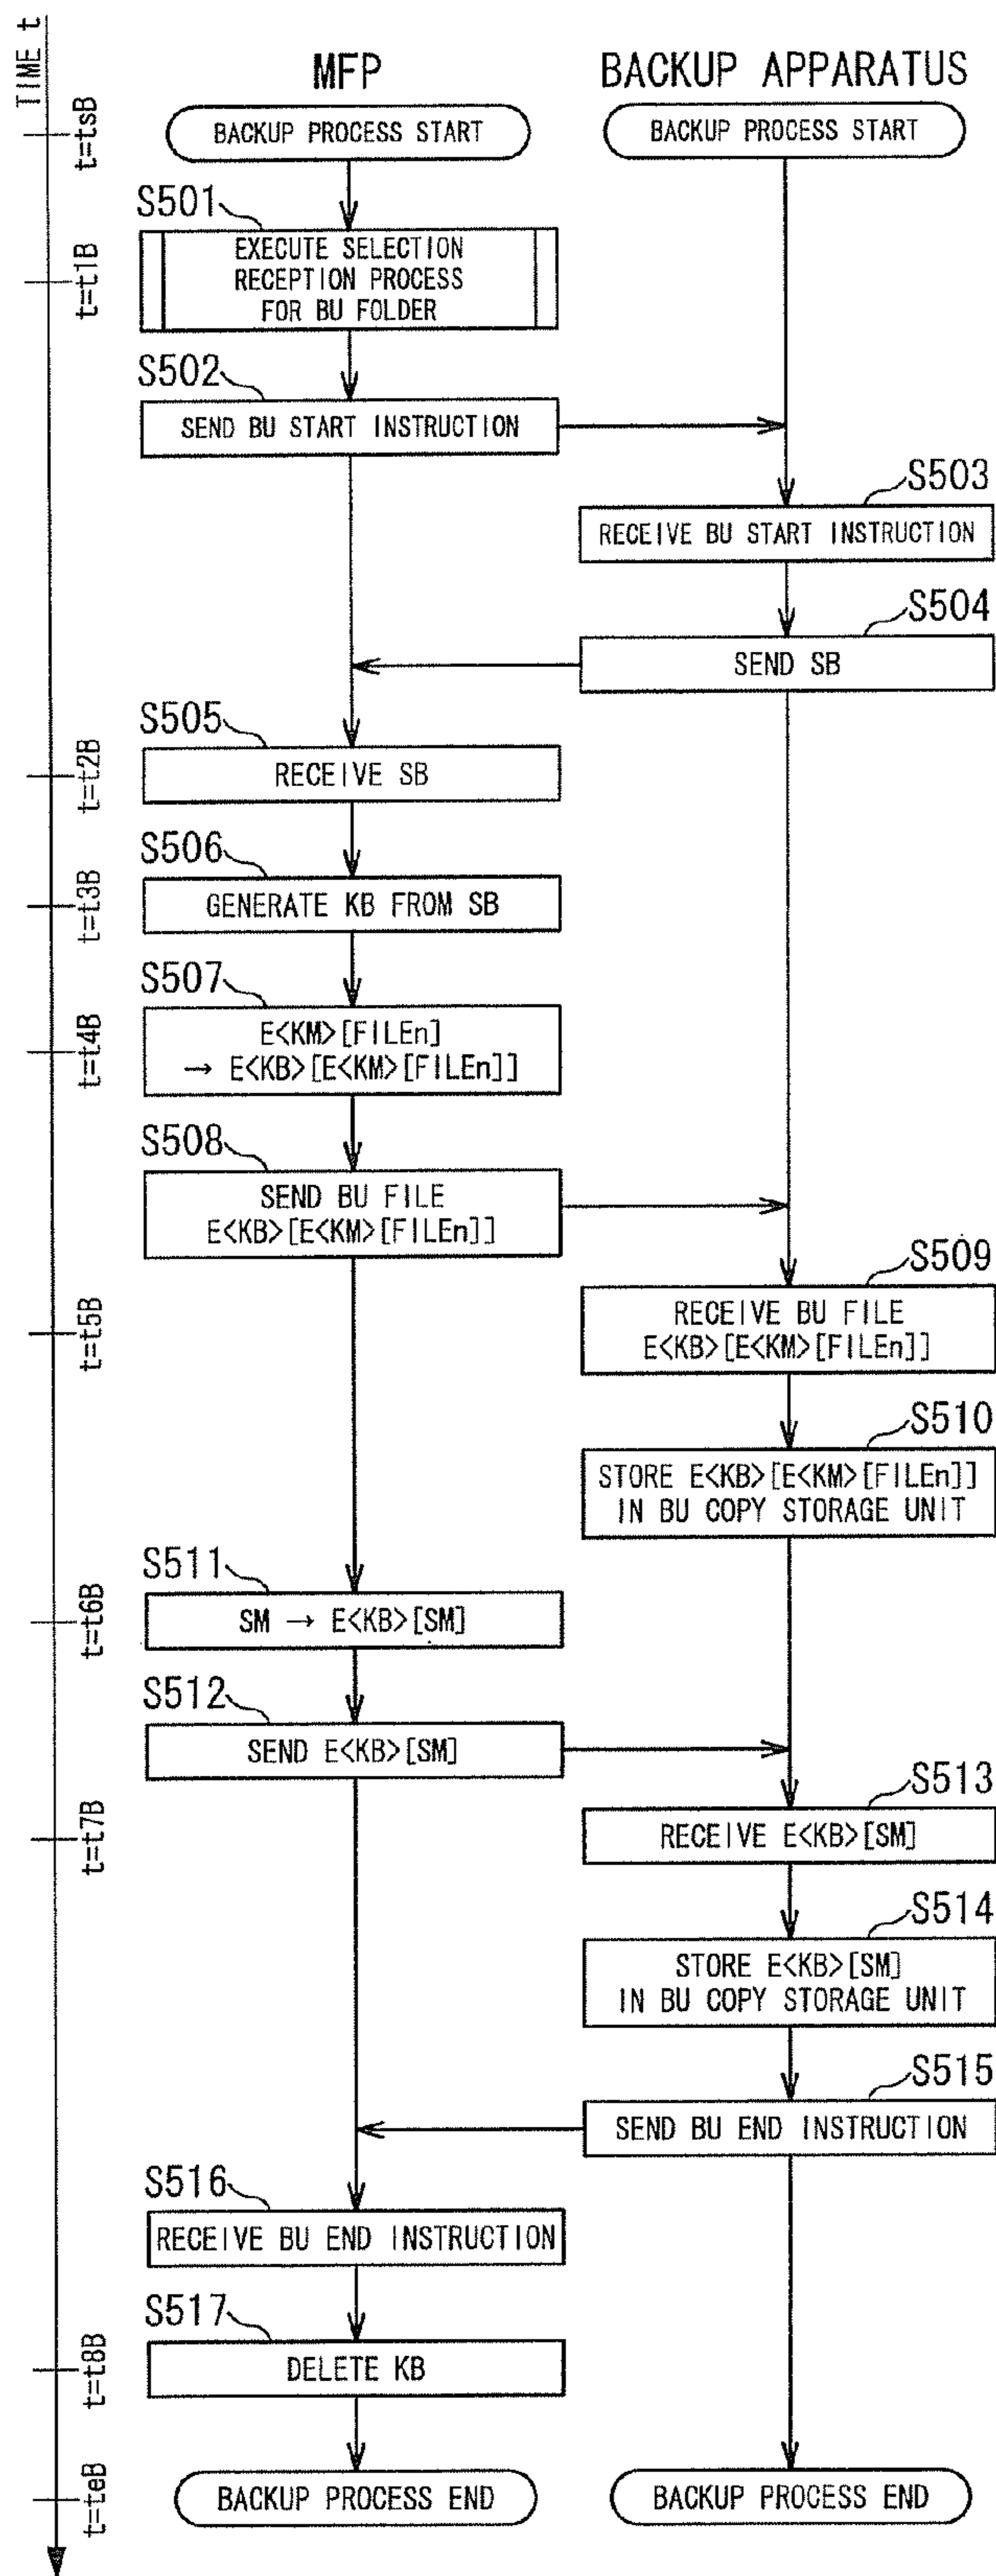 TIME t
MFP
BACKUP APPARATUS
t=tsB
BACKUP PROCESS START
BACKUP PROCESS START
S501
t=t1B
EXECUTE SELECTION
RECEPTION PROCESS
FOR BU FOLDER
S502
SEND BU START INSTRUCTION
S503
RECEIVE BU START INSTRUCTION
S504
SEND SB
S505
t=t2B
RECEIVE SB
S506
t=t3B
GENERATE KB FROM SB
S507
t=t4B
E<KM>[FILEn]
→ E<KB>[E<KM>[FILEn]]
S508
SEND BU FILE
E<KB>[E<KM>[FILEn]]
S509
t=t5B
RECEIVE BU FILE
E<KB>[E<KM>[FILEn]]
S510
STORE E<KB>[E<KM>[FILEn]]
IN BU COPY STORAGE UNIT
S511
t=t6B
SM → E<KB>[SM]
S512
SEND E<KB>[SM]
S513
t=t7B
RECEIVE E<KB>[SM]
S514
STORE E<KB>[SM]
IN BU COPY STORAGE UNIT
S515
SEND BU END INSTRUCTION
S516
RECEIVE BU END INSTRUCTION
S517
t=t8B
DELETE KB
t=teB
BACKUP PROCESS END
BACKUP PROCESS END